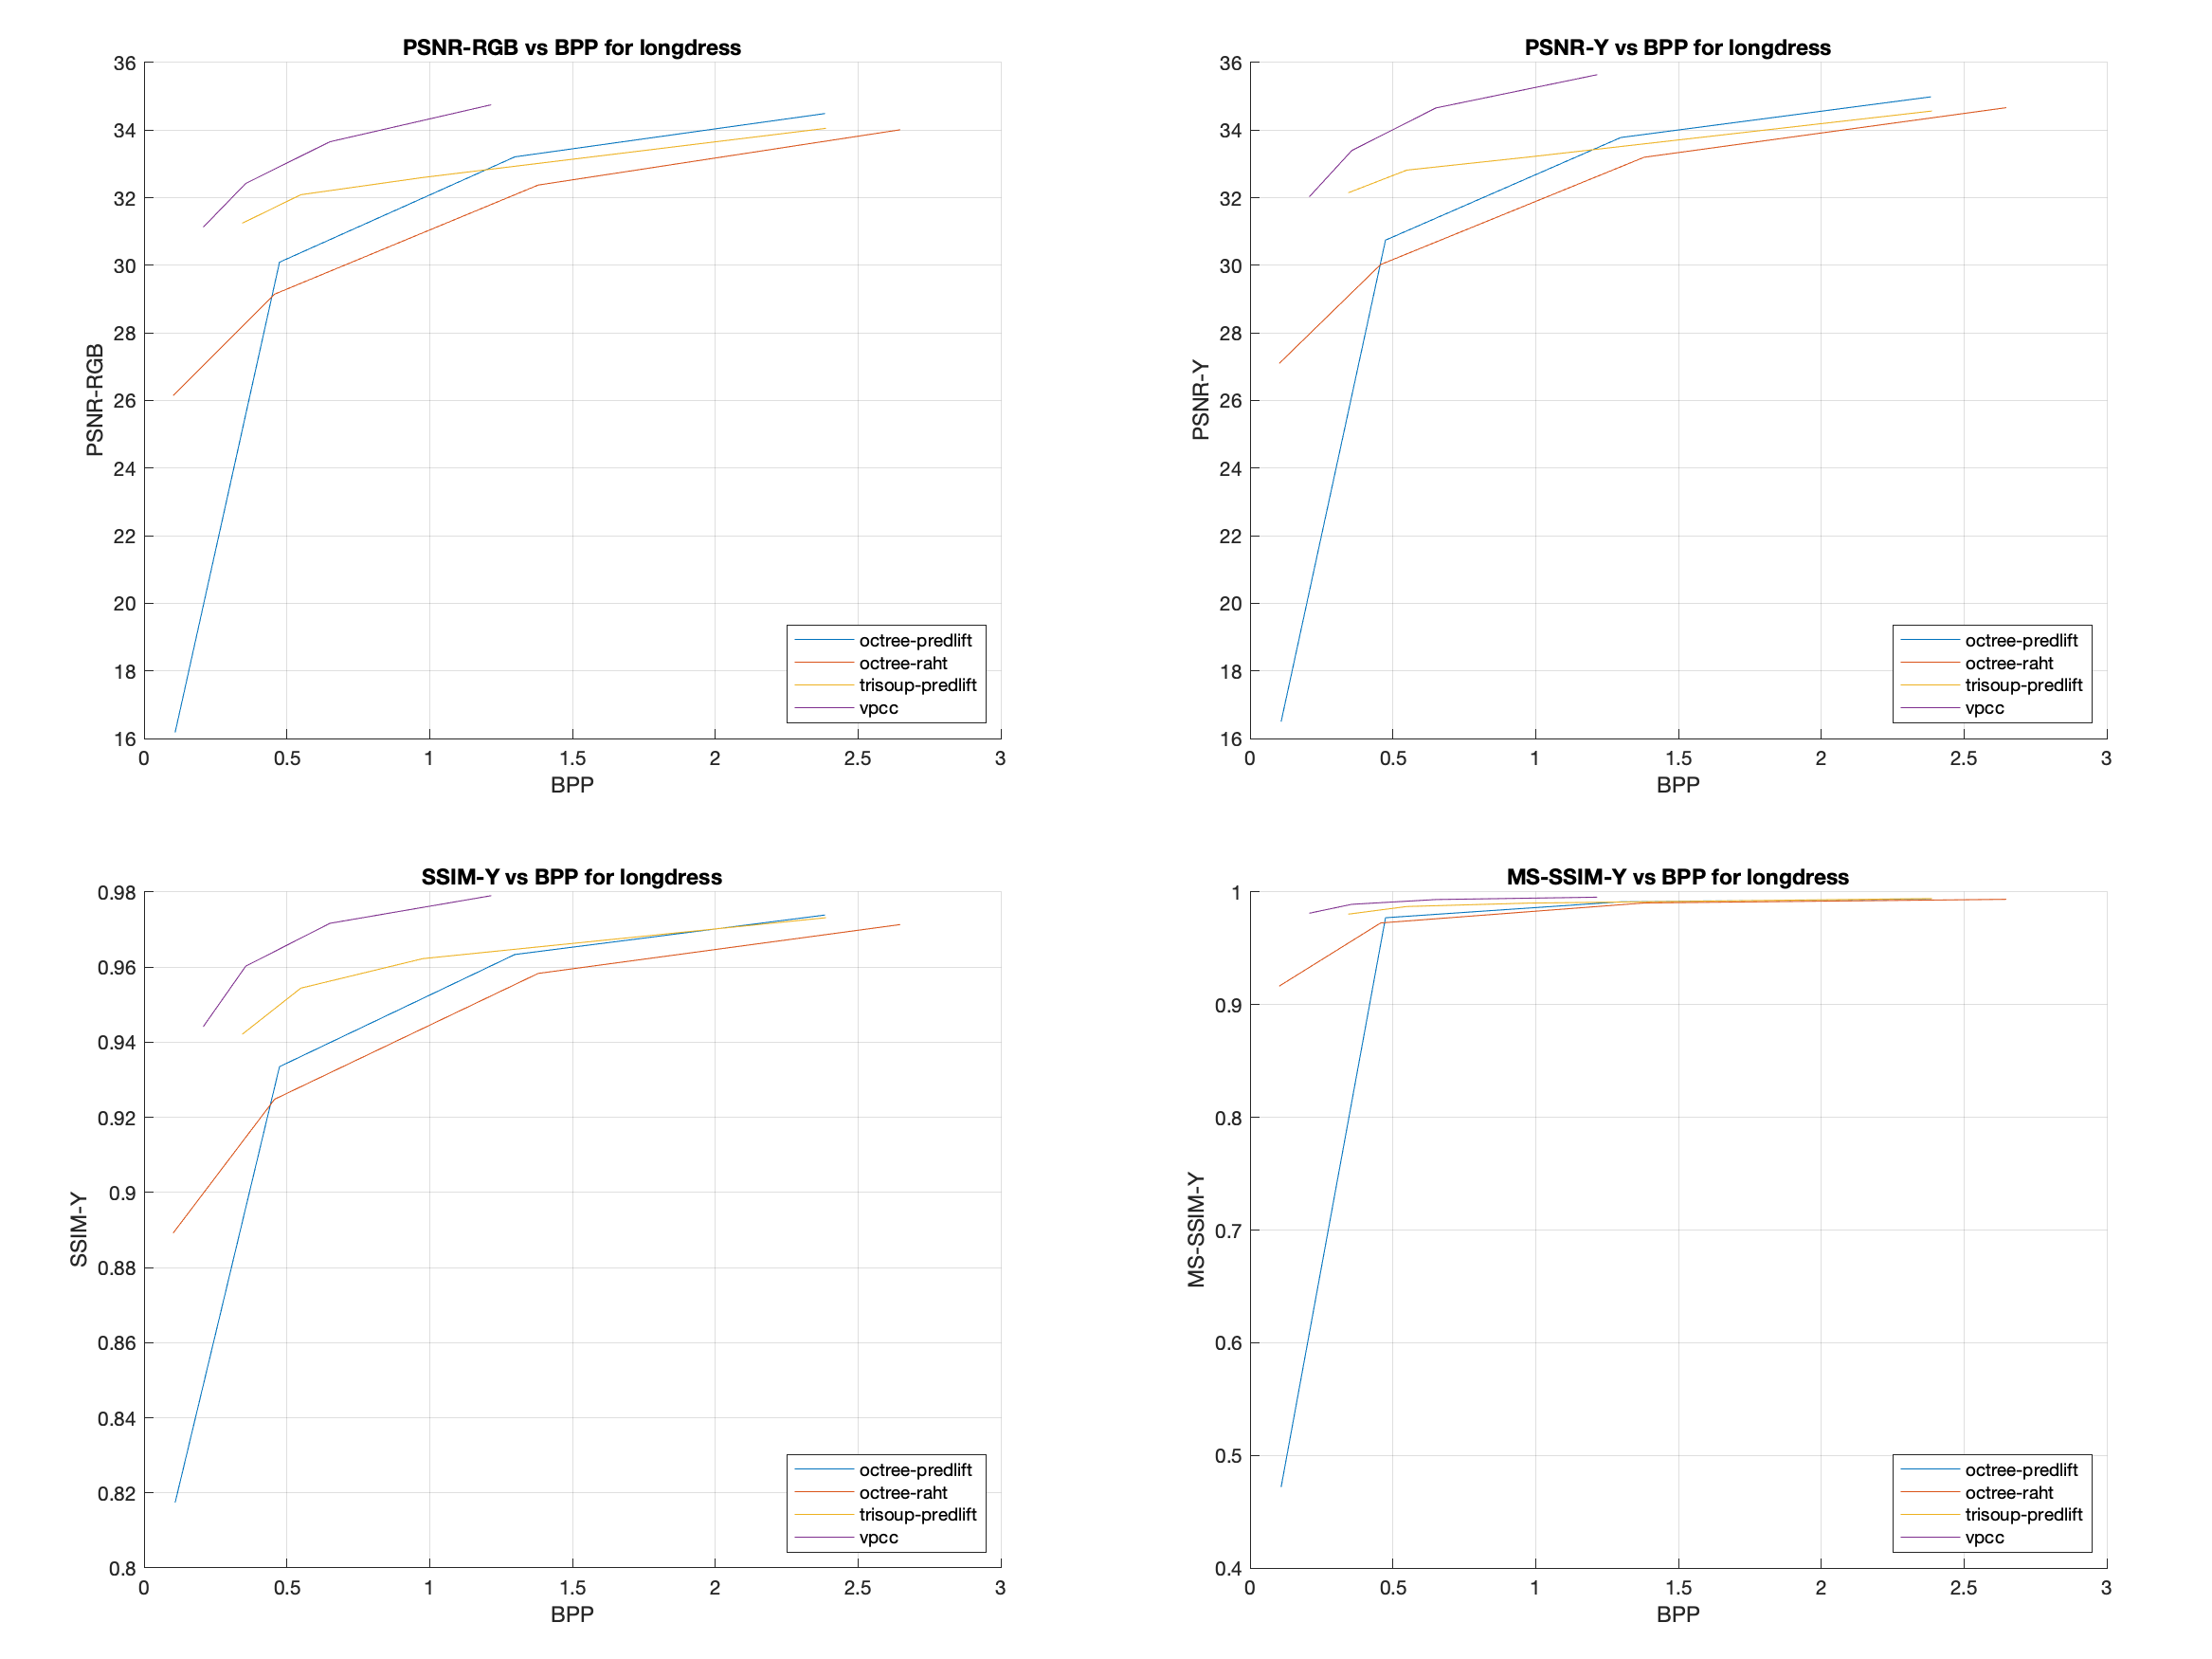 PSNR-RGB vs BPP for longdress
36
34
32
30
28
26
24
22
20
18
16
PSNR-RGB
0 0.5 1 1.5 2 2.5 3
BPP
octree-predlift
octree-raht
trisoup-predlift
vpcc
PSNR-Y vs BPP for longdress
36
34
32
30
28
26
24
22
20
18
16
PSNR-Y
0 0.5 1 1.5 2 2.5 3
BPP
octree-predlift
octree-raht
trisoup-predlift
vpcc
SSIM-Y vs BPP for longdress
0.98
0.96
0.94
0.92
0.9
0.88
0.86
0.84
0.82
0.8
SSIM-Y
0 0.5 1 1.5 2 2.5 3
BPP
octree-predlift
octree-raht
trisoup-predlift
vpcc
MS-SSIM-Y vs BPP for longdress
1
0.9
0.8
0.7
0.6
0.5
0.4
MS-SSIM-Y
0 0.5 1 1.5 2 2.5 3
BPP
octree-predlift
octree-raht
trisoup-predlift
vpcc